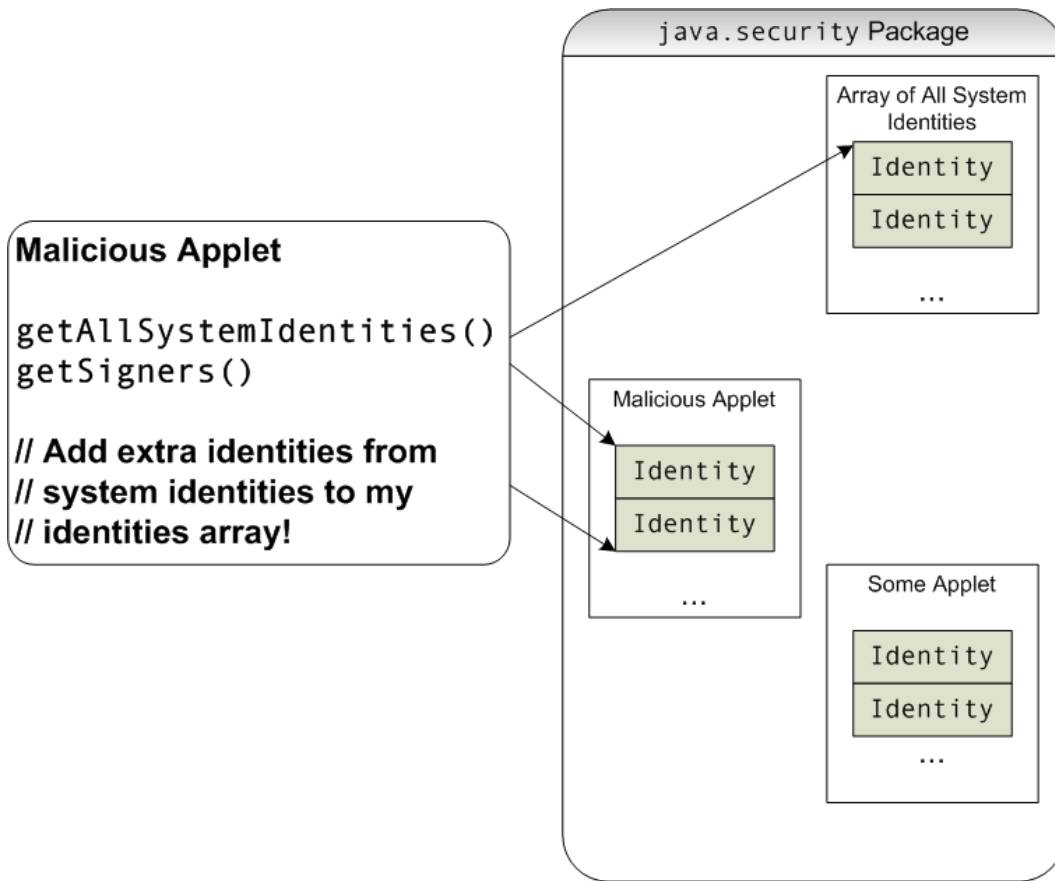 java.security Package
Array of All System
Identities
Identity
Identity
...
Malicious Applet
getAllSystemIdentities()
getSigners()
// Add extra identities from
// system identities to my
// identities array!
Malicious Applet
Identity
Identity
...
Some Applet
Identity
Identity
...